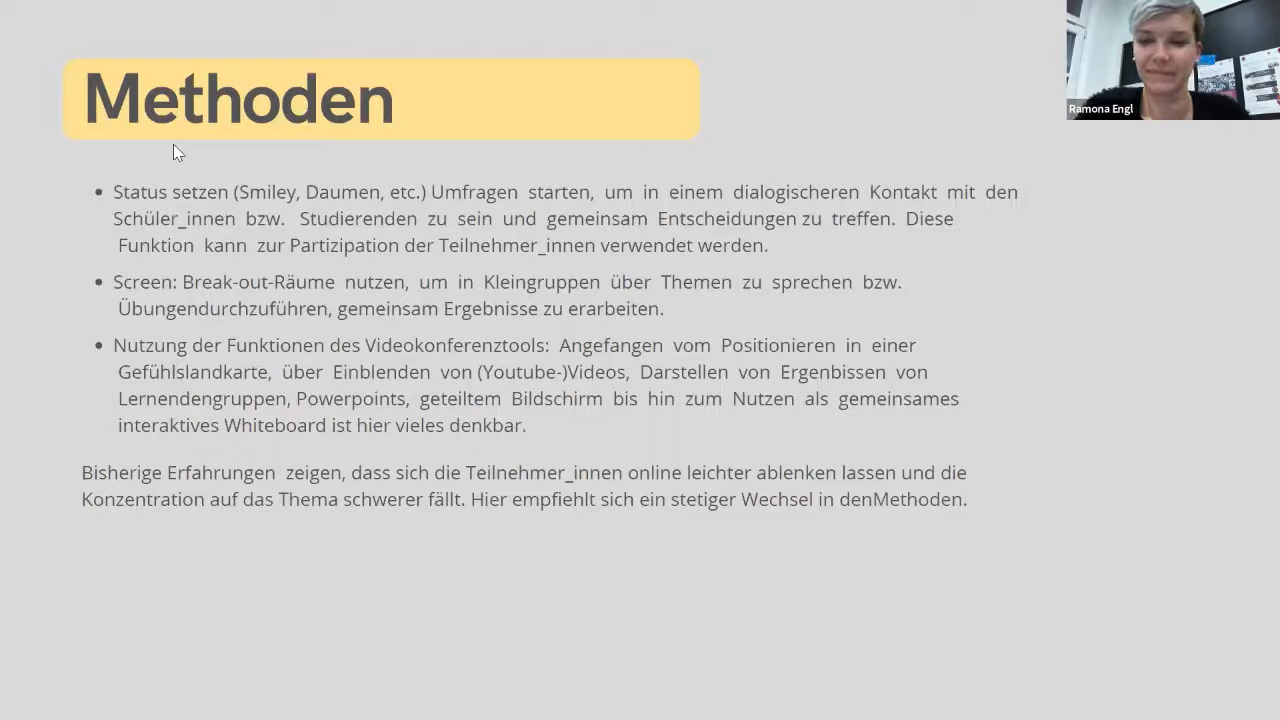 Methoden
Ramona Engl
Status setzen (Smiley, Daumen, etc.) Umfragen starten, um in einem dialogischeren Kontakt mit den
Schüler_innen bzw. Studierenden zu sein und gemeinsam Entscheidungen zu treffen. Diese
Funktion kann zur Partizipation der Teilnehmer_innen verwendet werden.
Screen: Break-out-Räume nutzen, um in Kleingruppen über Themen zu sprechen bzw.
Übungendurchzuführen, gemeinsam Ergebnisse zu erarbeiten.
Nutzung der Funktionen des Videokonferenztools: Angefangen vom Positionieren in einer
Gefühlslandkarte, über Einblenden von (Youtube-)Videos, Darstellen von Ergenbissen von
Lernendengruppen, Powerpoints, geteiltem Bildschirm bis hin zum Nutzen als gemeinsames
interaktives Whiteboard ist hier vieles denkbar.
Bisherige Erfahrungen zeigen, dass sich die Teilnehmer_innen online leichter ablenken lassen und die
Konzentration auf das Thema schwerer fällt. Hier empfiehlt sich ein stetiger Wechsel in denMethoden.